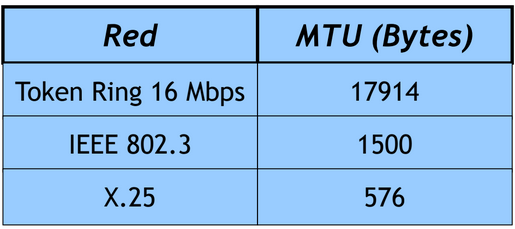 Red MTU (Bytes)
Token Ring 16 Mbps 17914
IEEE 802.3 1500
X.25 576